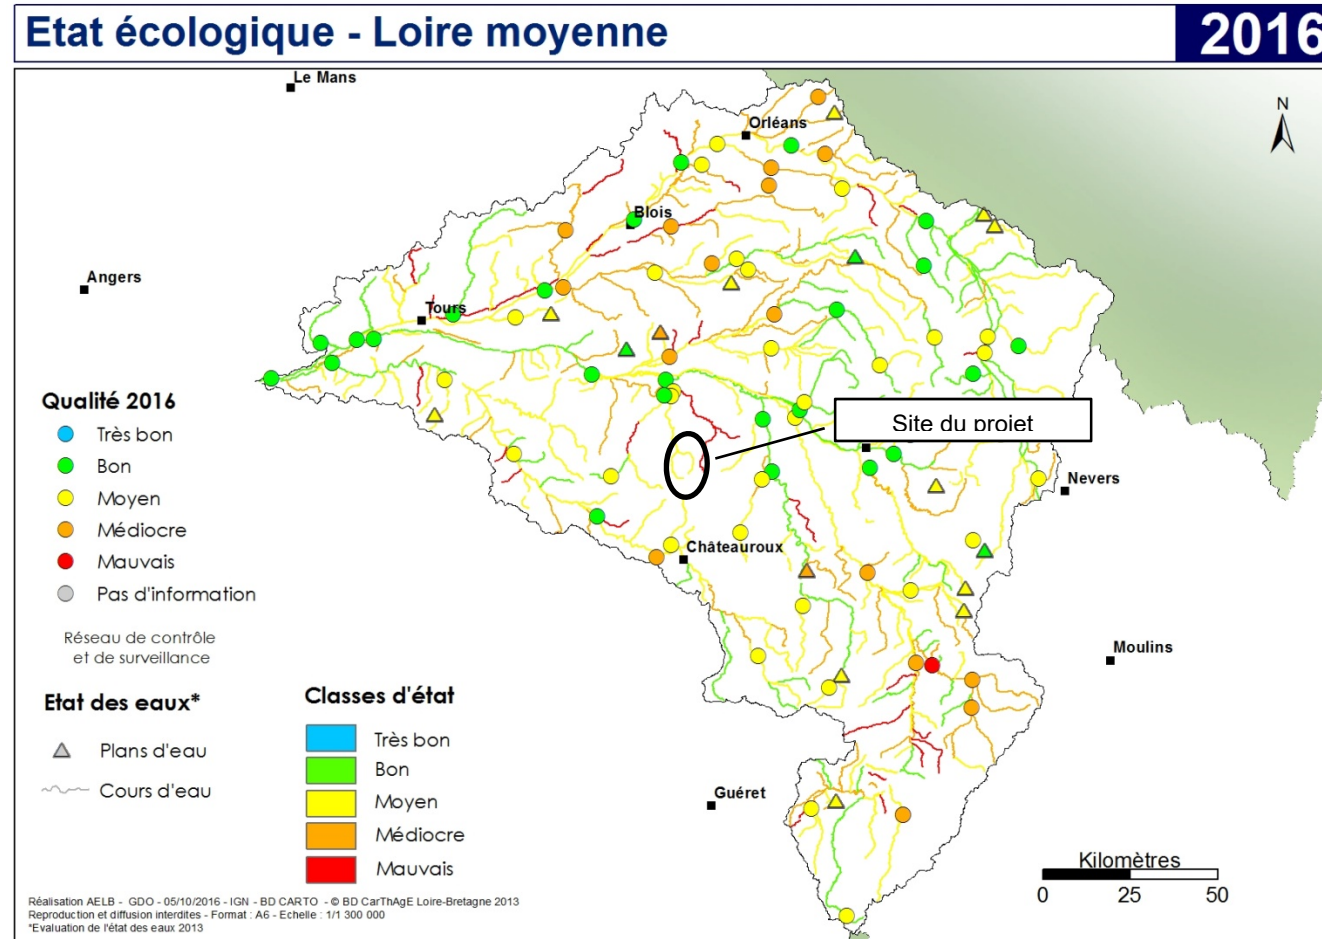 Etat écologique - Loire moyenne
2016
Le Mans
Orléans
N
Blois
Angers
Tours
Qualité 2016
Très bon
Bon
Moyen
Médiocre
Mauvais
Pas d'information
Réseau de contrôle
et de surveillance
Site du projet
Nevers
Châteauroux
Moulins
Guéret
Etat des eaux*
Plans d'eau
Cours d'eau
Classes d'état
Très bon
Bon
Moyen
Médiocre
Mauvais
Kilomètres
0 25 50
Réalisation AELB - GDO - 05/10/2016 - IGN - BD CARTO - © BD CarThAgE Loire-Bretagne 2013
Reproduction et diffusion interdites - Format : A6 - Echelle : 1/1 300 000
*Evaluation de l'état des eaux 2013